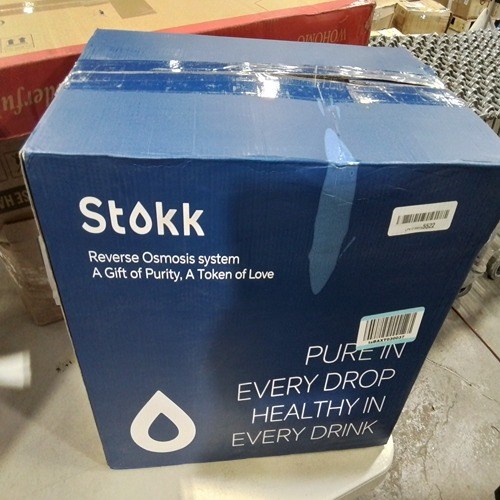 Stokk
Reverse Osmosis system
A Gift of Purity, A Token of Love
PURE IN
EVERY DROP
HEALTHY IN
EVERY DRINK